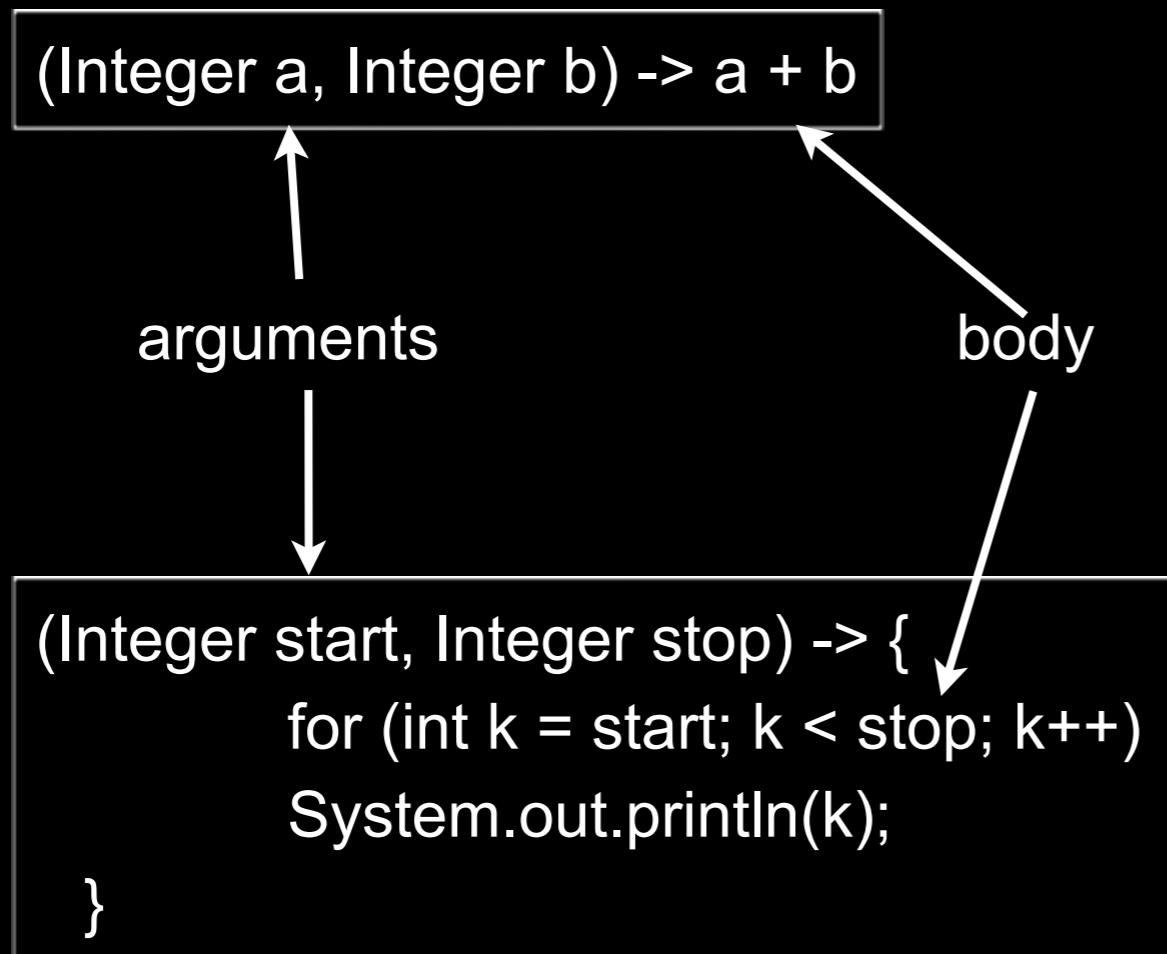 (Integer a, Integer b) -> a + b
arguments
body
(Integer start, Integer stop) -> {
for (int k = start; k < stop; k++)
System.out.println(k);
}